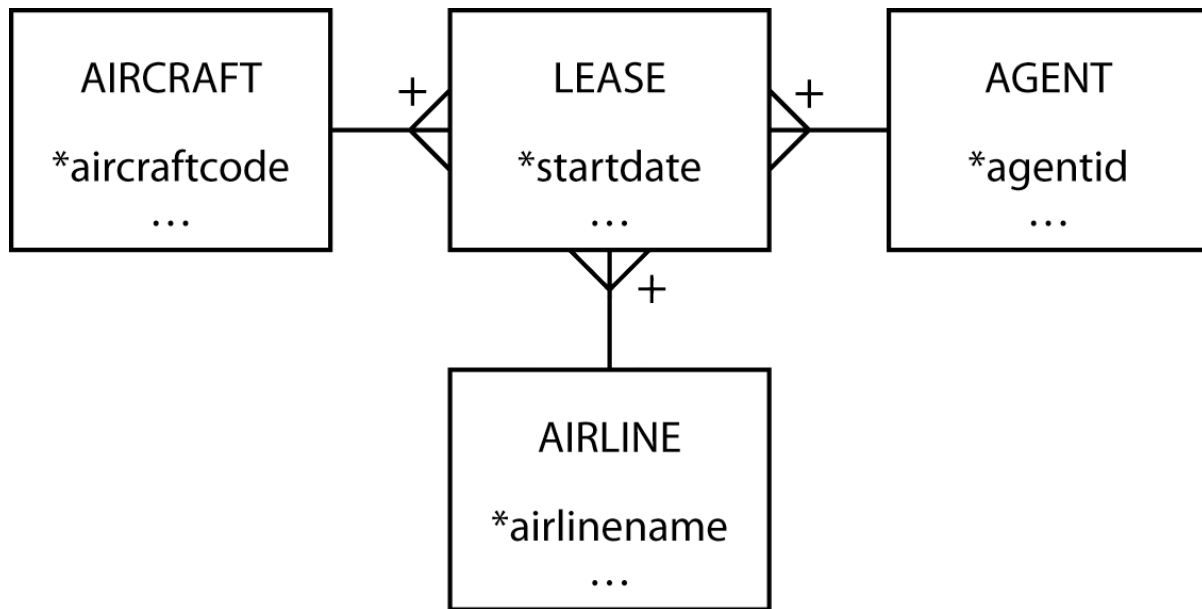 AIRCRAFT
*aircraftcode
...
+
LEASE
*startdate
...
+
AGENT
*agentid
...
+
AIRLINE
*airlinename
...